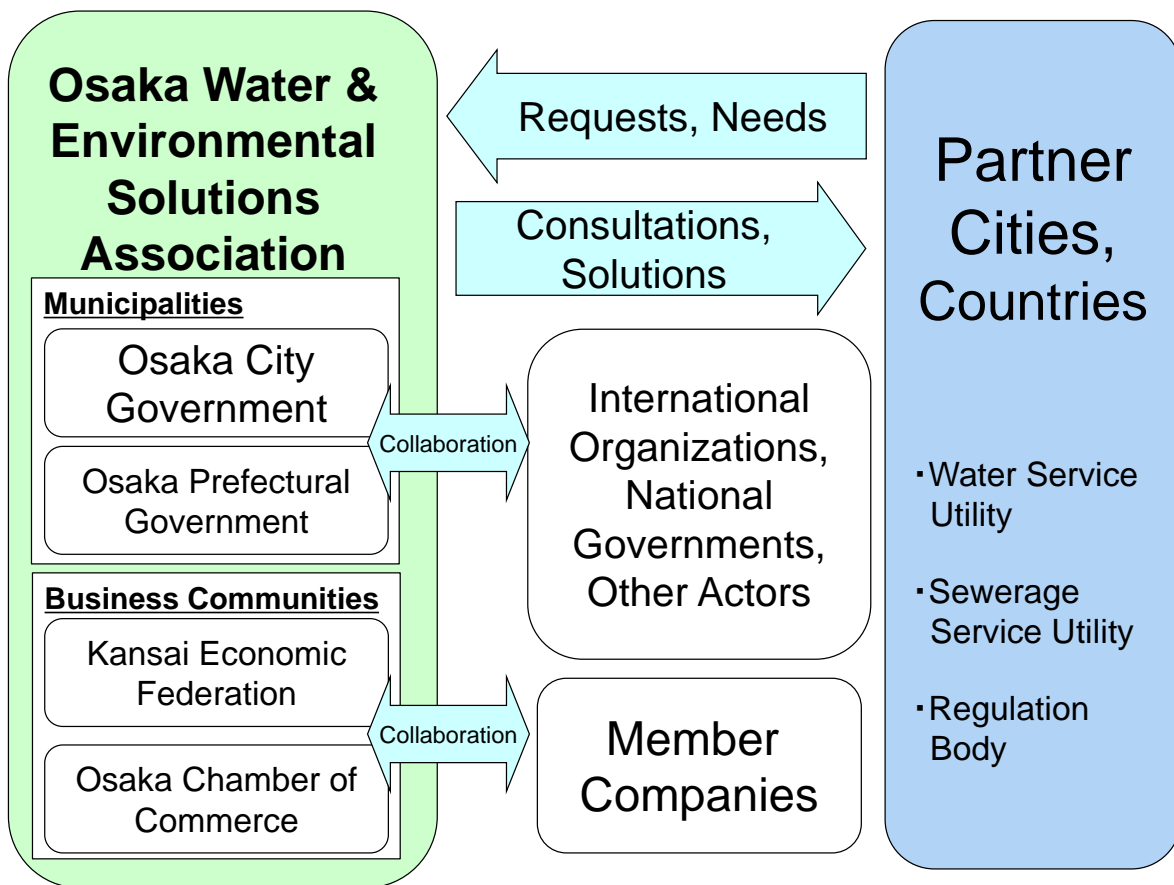 Osaka Water &
Environmental
Solutions
Association
Municipalities
Osaka City
Government
Osaka Prefectural
Government
Business Communities
Kansai Economic
Federation
Osaka Chamber of
Commerce
Requests, Needs
Consultations,
Solutions
Collaboration
International
Organizations,
National
Governments,
Other Actors
Collaboration
Member
Companies
Partner
Cities,
Countries
・Water Service
Utility
・Sewerage
Service Utility
・Regulation
Body